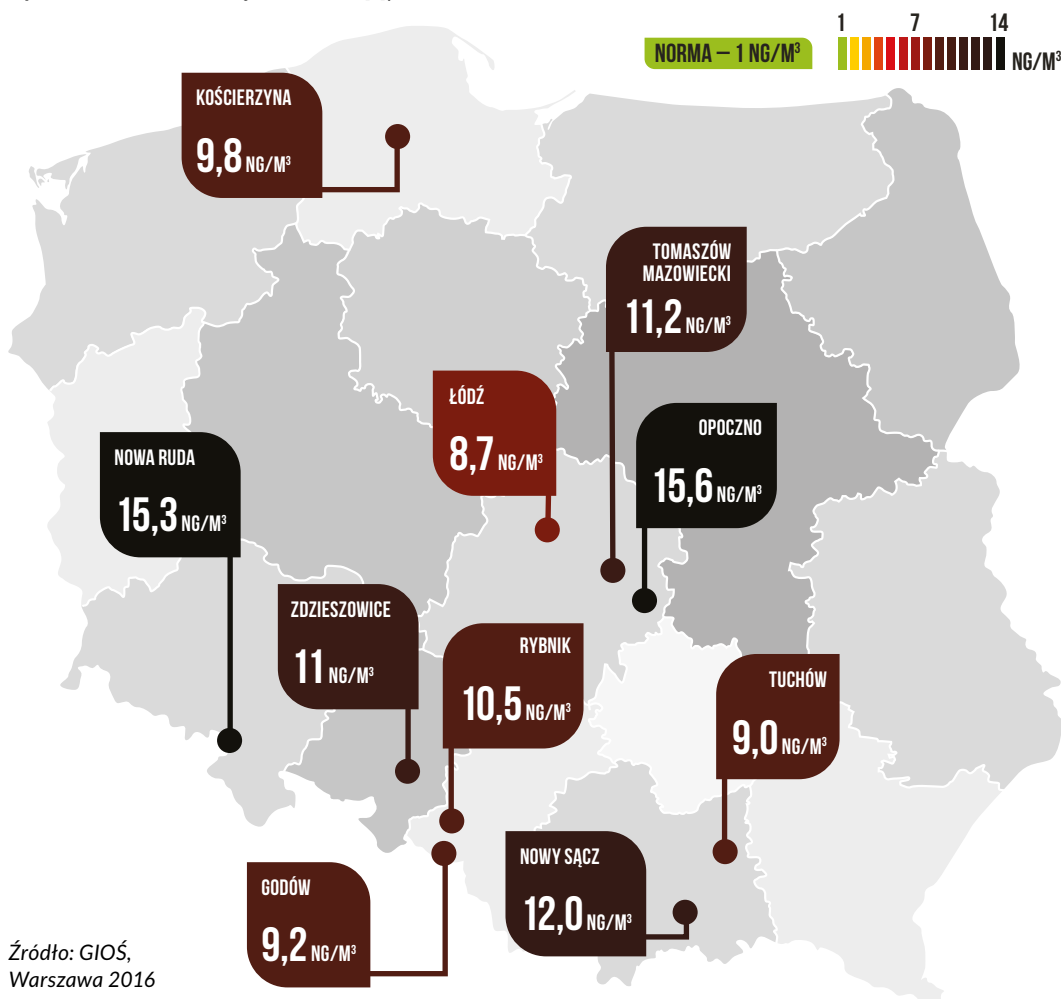 1 7 14
NORMA – 1 NG/M³
NG/M³
KOŚCIERZYNA
9,8 NG/M³
TOMASZÓW
MAZOWIECKI
11,2 NG/M³
ŁÓDŹ
8,7 NG/M³
OPOCZNO
15,6 NG/M³
NOWA RUDA
15,3 NG/M³
ZDZIESZOWICE
11 NG/M³
RYBNIK
10,5 NG/M³
TUCHÓW
9,0 NG/M³
NOWY SĄCZ
12,0 NG/M³
GODÓW
9,2 NG/M³
Źródło: GIOŚ,
Warszawa 2016